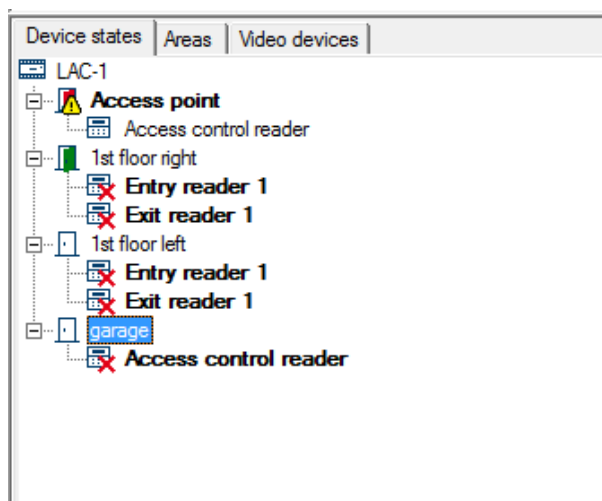 Device states Areas Video devices
LAC-1
Access point
Access control reader
1st floor right
Entry reader 1
Exit reader 1
1st floor left
Entry reader 1
Exit reader 1
garage
Access control reader